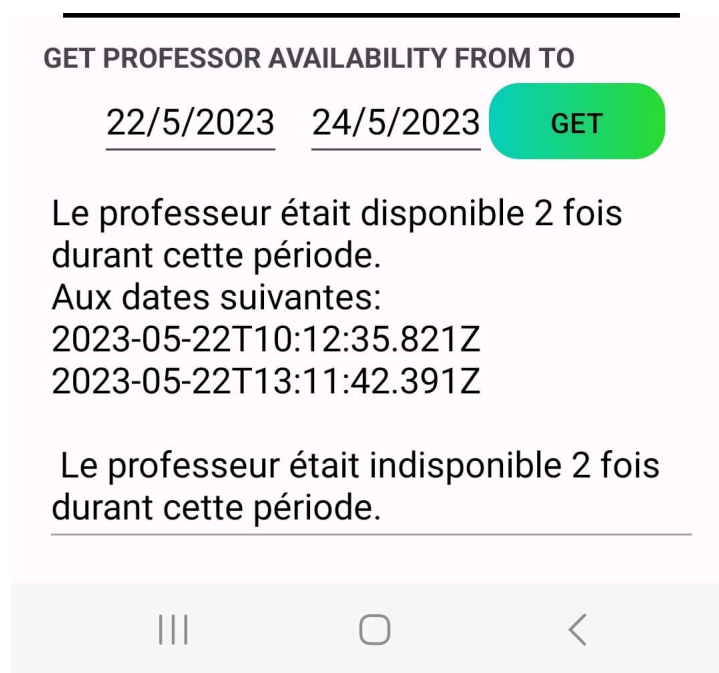 GET PROFESSOR AVAILABILITY FROM TO
22/5/2023 24/5/2023 GET
Le professeur était disponible 2 fois
durant cette période.
Aux dates suivantes:
2023-05-22T10:12:35.821Z
2023-05-22T13:11:42.391Z
Le professeur était indisponible 2 fois
durant cette période.